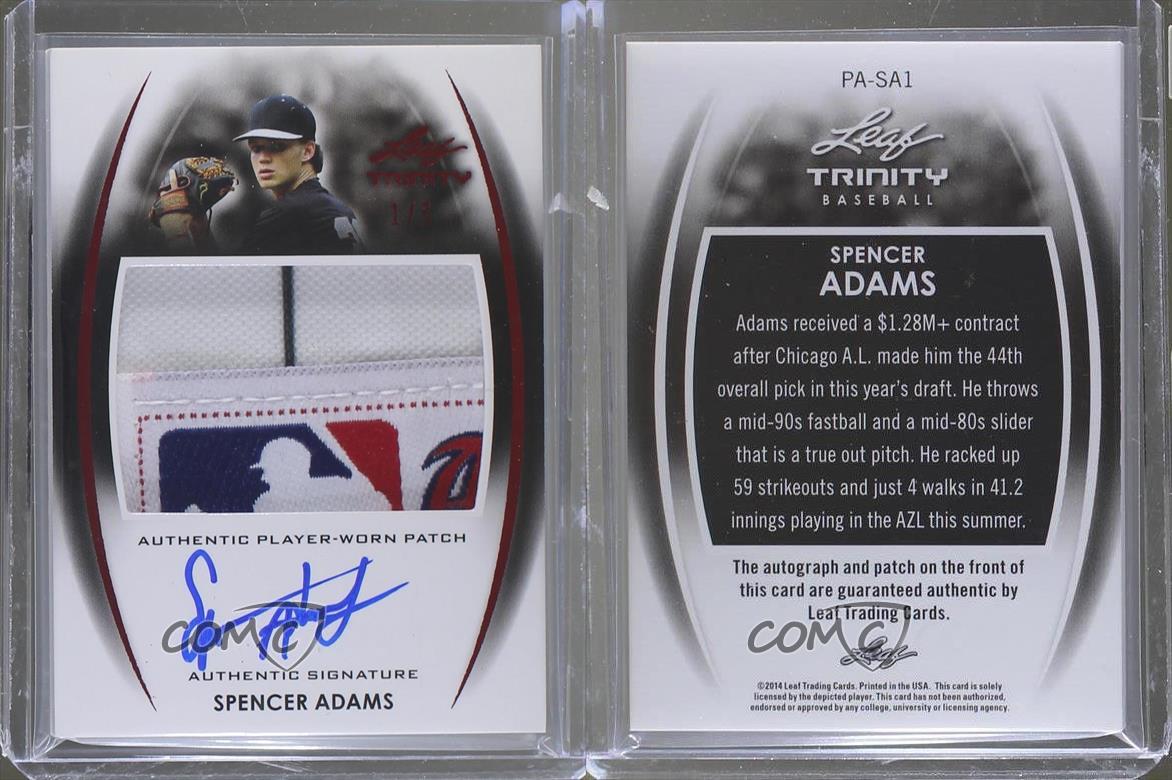 Leaf
TRINITY
AUTHENTIC PLAYER-WORN PATCH
AUTHENTIC SIGNATURE
SPENCER ADAMS
COMC
PA-SA1
Leaf
TRINITY
BASEBALL
SPENCER
ADAMS
Adams received a $1.28M+ contract
after Chicago A.L. made him the 44th
overall pick in this year's draft. He throws
a mid-90s fastball and a mid-80s slider
that is a true out pitch. He racked up
59 strikeouts and just 4 walks in 41.2
innings playing in the AZL this summer.
The autograph and patch on the front of
this card are guaranteed authentic by
Leaf Trading Cards.
COMC
Leaf
©2014 Leaf Trading Cards. Printed in the USA. This card is solely
licensed by the depicted player. This card has not been authorized,
endorsed or approved by any college, university or licensing agency.